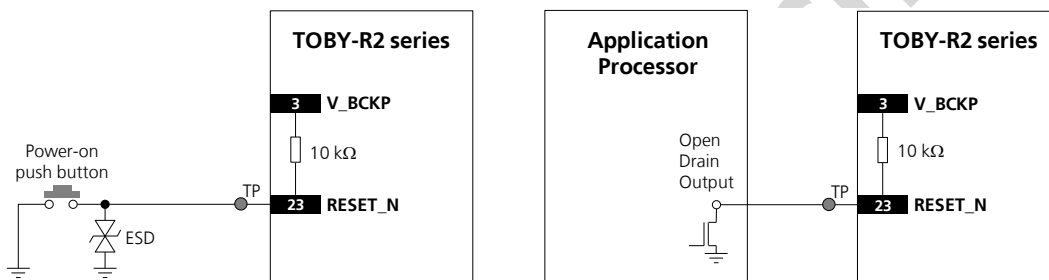 TOBY-R2 series
3 V_BCKP
10 kΩ
Power-on
push button
TP
23 RESET_N
ESD
Application
Processor
Open
Drain
Output
TOBY-R2 series
3 V_BCKP
10 kΩ
TP
23 RESET_N